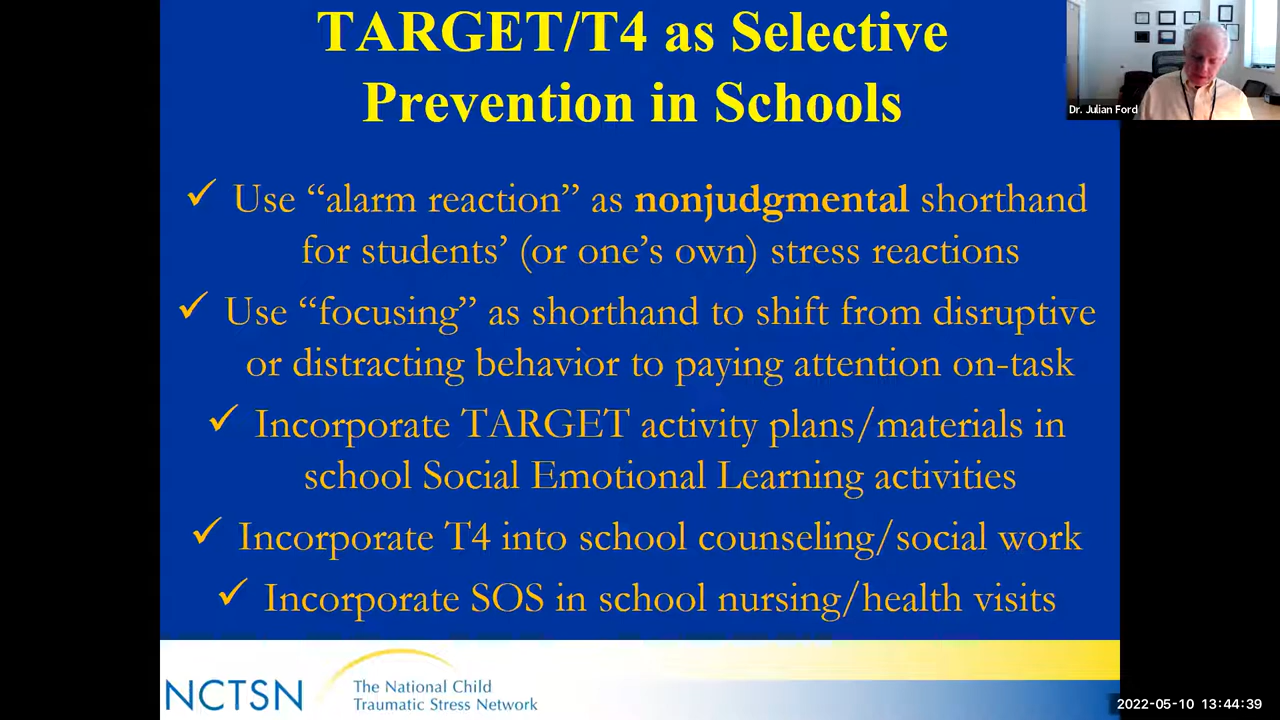 TARGET/T4 as Selective
Prevention in Schools
Dr. Julian Ford
✓ Use “alarm reaction” as nonjudgmental shorthand
for students’ (or one’s own) stress reactions
✓ Use “focusing” as shorthand to shift from disruptive
or distracting behavior to paying attention on-task
✓ Incorporate TARGET activity plans/materials in
school Social Emotional Learning activities
✓ Incorporate T4 into school counseling/social work
✓ Incorporate SOS in school nursing/health visits
NCTSN
The National Child
Traumatic Stress Network
2022-05-10 13:44:39